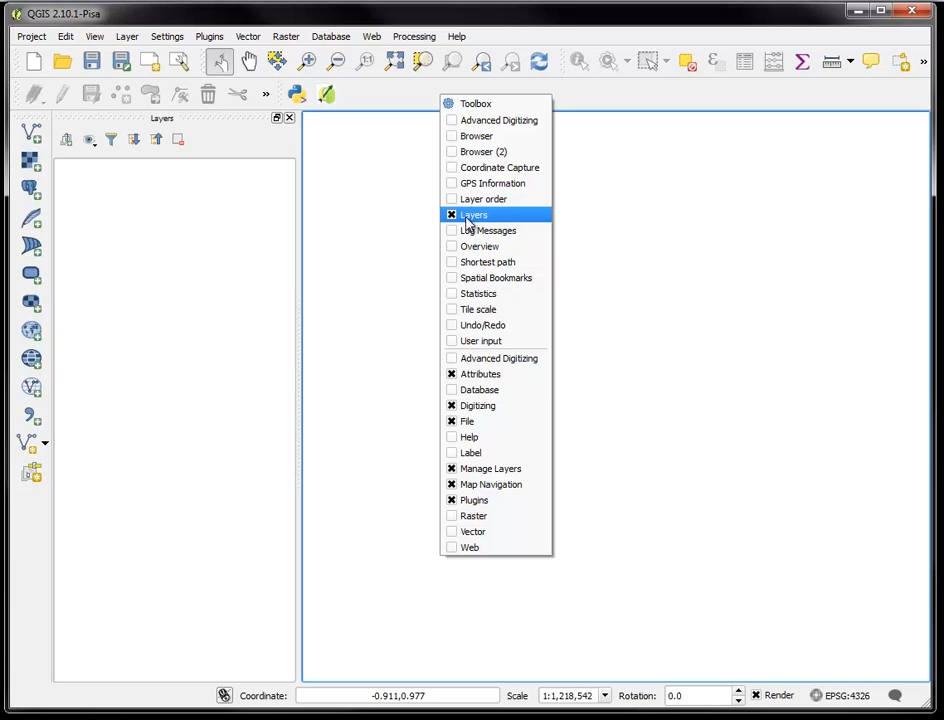 QGIS 2.10.1-Pisa
Project Edit View Layer Settings Plugins Vector Raster Database Web Processing Help
Layers
Toolbox
Advanced Digitizing
Browser
Browser (2)
Coordinate Capture
GPS Information
Layer order
Layers
Log Messages
Overview
Shortest path
Spatial Bookmarks
Statistics
Tile scale
Undo/Redo
User input
Advanced Digitizing
Attributes
Database
Digitizing
File
Help
Label
Manage Layers
Map Navigation
Plugins
Raster
Vector
Web
Coordinate: -0.911,0.977 Scale 1:1,218,542 Rotation: 0.0 Render EPSG:4326